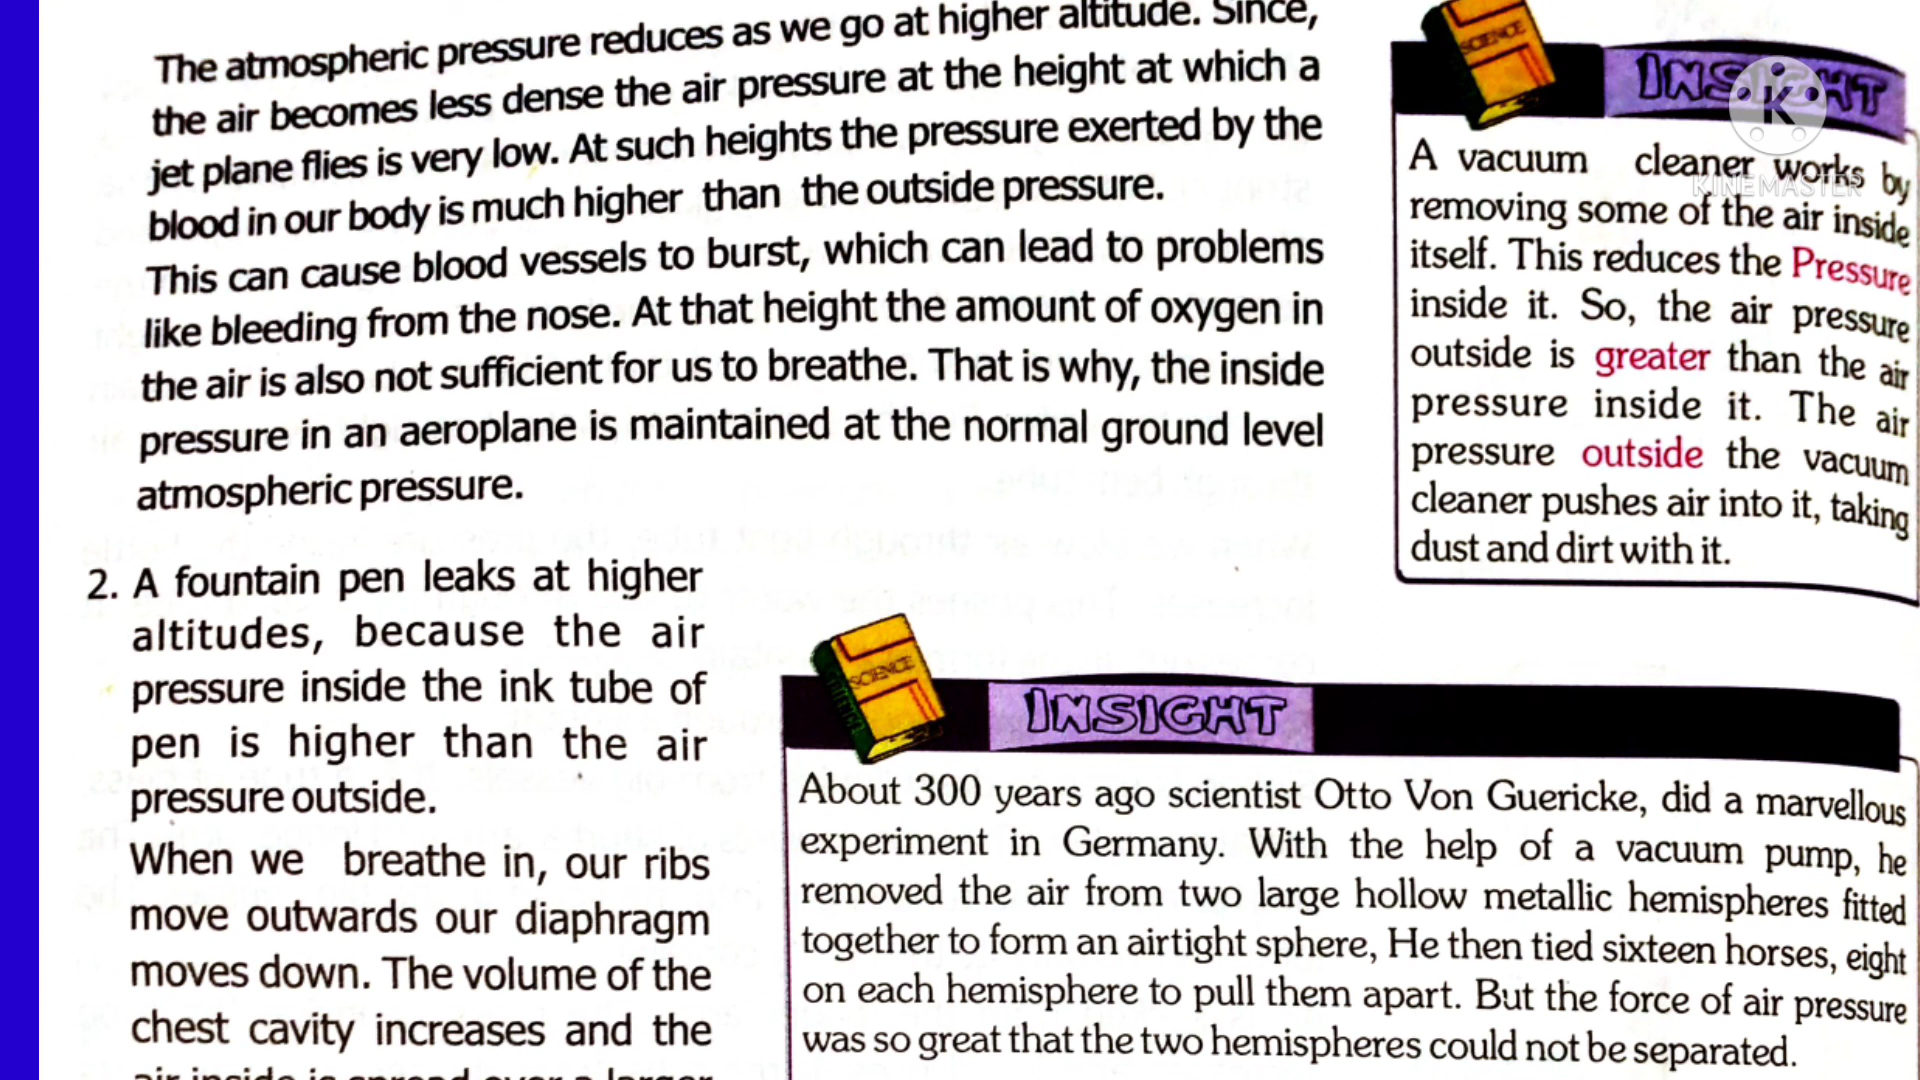 The atmospheric pressure reduces as we go at higher altitude. Since,
the air becomes less dense the air pressure at the height at which a
jet plane flies is very low. At such heights the pressure exerted by the
blood in our body is much higher than the outside pressure.
This can cause blood vessels to burst, which can lead to problems
like bleeding from the nose. At that height the amount of oxygen in
the air is also not sufficient for us to breathe. That is why, the inside
pressure in an aeroplane is maintained at the normal ground level
atmospheric pressure.
2. A fountain pen leaks at higher
altitudes, because the air
pressure inside the ink tube of
pen is higher than the air
pressure outside.
When we breathe in, our ribs
move outwards our diaphragm
moves down. The volume of the
chest cavity increases and the
air inside is spread over a larger
SCIENCE
INSIGHT
K
KINEMASTER
A vacuum cleaner works by
removing some of the air inside
itself. This reduces the Pressure
inside it. So, the air pressure
outside is greater than the air
pressure inside it. The air
pressure outside the vacuum
cleaner pushes air into it, taking
dust and dirt with it.
SCIENCE
INSIGHT
About 300 years ago scientist Otto Von Guericke, did a marvellous
experiment in Germany. With the help of a vacuum pump, he
removed the air from two large hollow metallic hemispheres fitted
together to form an airtight sphere, He then tied sixteen horses, eight
on each hemisphere to pull them apart. But the force of air pressure
was so great that the two hemispheres could not be separated.